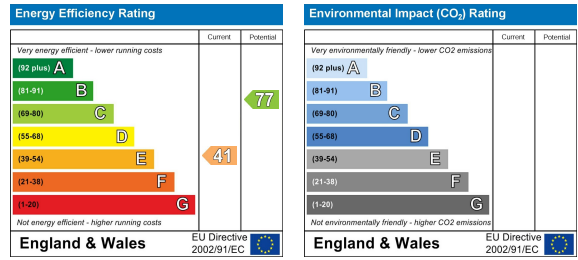 Energy Efficiency Rating
Current Potential
Very energy efficient - lower running costs
(92 plus) A
(81-91) B
(69-80) C
(55-68) D
(39-54) E
(21-38) F
(1-20) G
77
41
Not energy efficient - higher running costs
England & Wales
EU Directive
2002/91/EC
Environmental Impact (CO₂) Rating
Current Potential
Very environmentally friendly - lower CO2 emissions
(92 plus) A
(81-91) B
(69-80) C
(55-68) D
(39-54) E
(21-38) F
(1-20) G
Not environmentally friendly - higher CO2 emissions
England & Wales
EU Directive
2002/91/EC